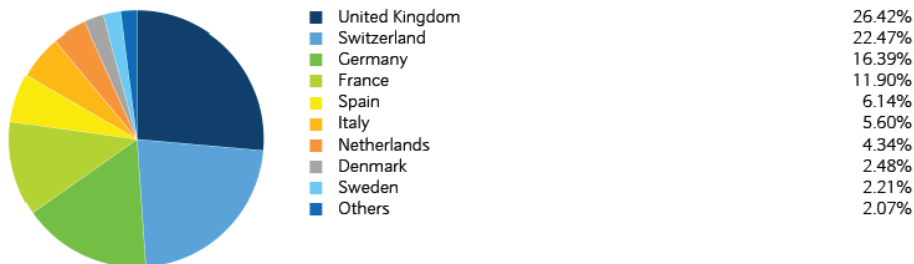 United Kingdom 26.42%
Switzerland 22.47%
Germany 16.39%
France 11.90%
Spain 6.14%
Italy 5.60%
Netherlands 4.34%
Denmark 2.48%
Sweden 2.21%
Others 2.07%